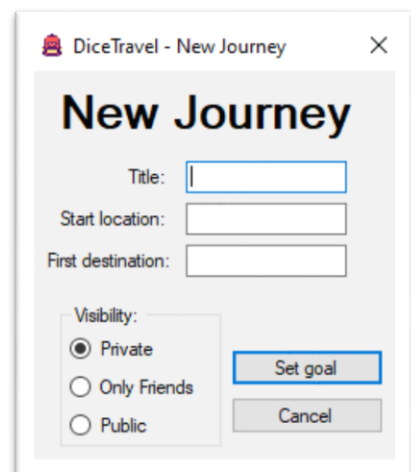 DiceTravel - New Journey
New Journey
Title:
Start location:
First destination:
Visibility:
Private
Only Friends
Public
Set goal
Cancel